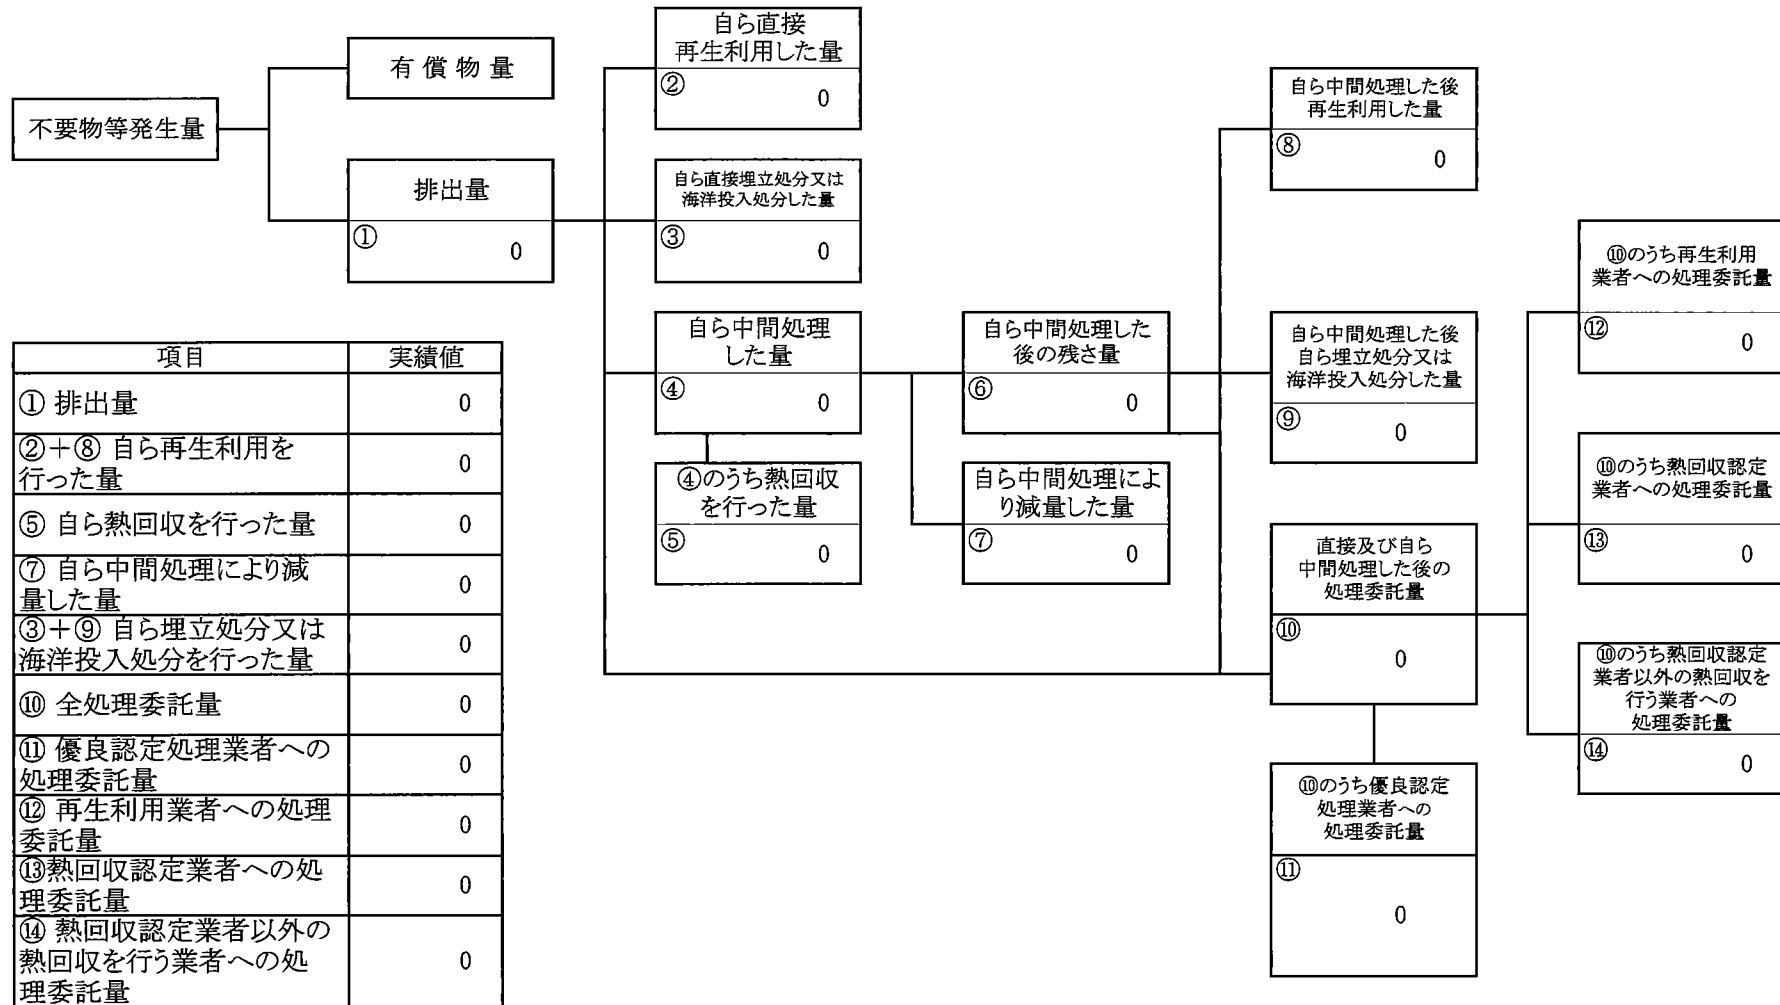 不要物等発生量
有償物量
排出量
①
0
自ら直接
再生利用した量
②
0
自ら直接埋立処分又は
海洋投入処分した量
③
0
自ら中間処理
した量
④
0
④のうち熱回収
を行った量
⑤
0
自ら中間処理した
後の残さ量
⑥
0
自ら中間処理によ
り減量した量
⑦
0
自ら中間処理した後
再生利用した量
⑧
0
自ら中間処理した後
自ら埋立処分又は
海洋投入処分した量
⑨
0
直接及び自ら
中間処理した後の
処理委託量
⑩
0
⑩のうち優良認定
処理業者への
処理委託量
⑪
0
⑩のうち再生利用
業者への処理委託量
⑫
0
⑩のうち熱回収認定
業者への処理委託量
⑬
0
⑩のうち熱回収認定
業者以外の熱回収を
行う業者への
処理委託量
⑭
0
項目 実績値
① 排出量 0
②+⑧ 自ら再生利用を
行った量 0
⑤ 自ら熱回収を行った量 0
⑦ 自ら中間処理により減
量した量 0
③+⑨ 自ら埋立処分又は
海洋投入処分を行った量 0
⑩ 全処理委託量 0
⑪ 優良認定処理業者への
処理委託量 0
⑫ 再生利用業者への処理
委託量 0
⑬熱回収認定業者への処
理委託量 0
⑭ 熱回収認定業者以外の
熱回収を行う業者への処
理委託量 0